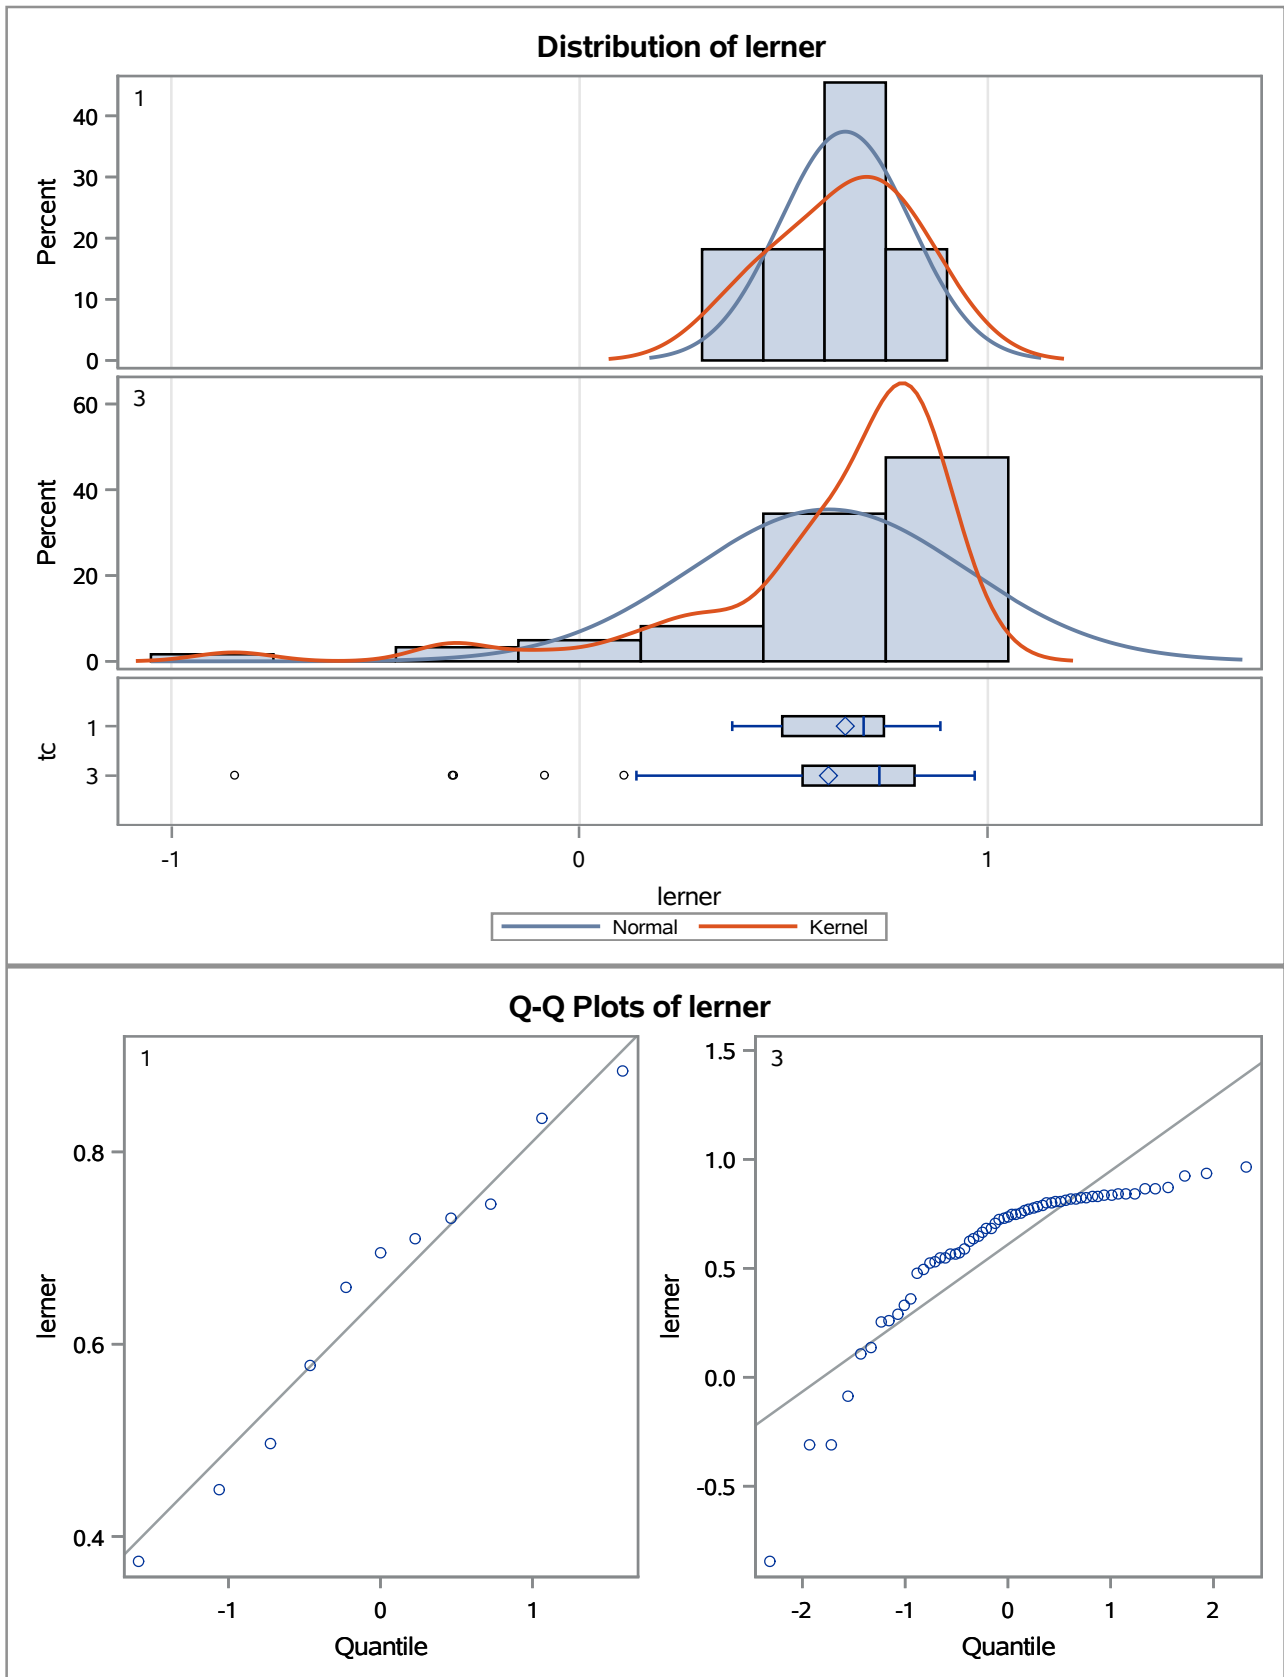 Distribution of lerner
1
40
30
20
10
0
Percent
3
60
40
20
0
Percent
1
3
tc
-1 0 1
lerner
Normal Kernel
Q-Q Plots of lerner
1
0.8
0.6
0.4
lerner
-1 0 1
Quantile
3
1.5
1.0
0.5
0.0
-0.5
lerner
-2 -1 0 1 2
Quantile